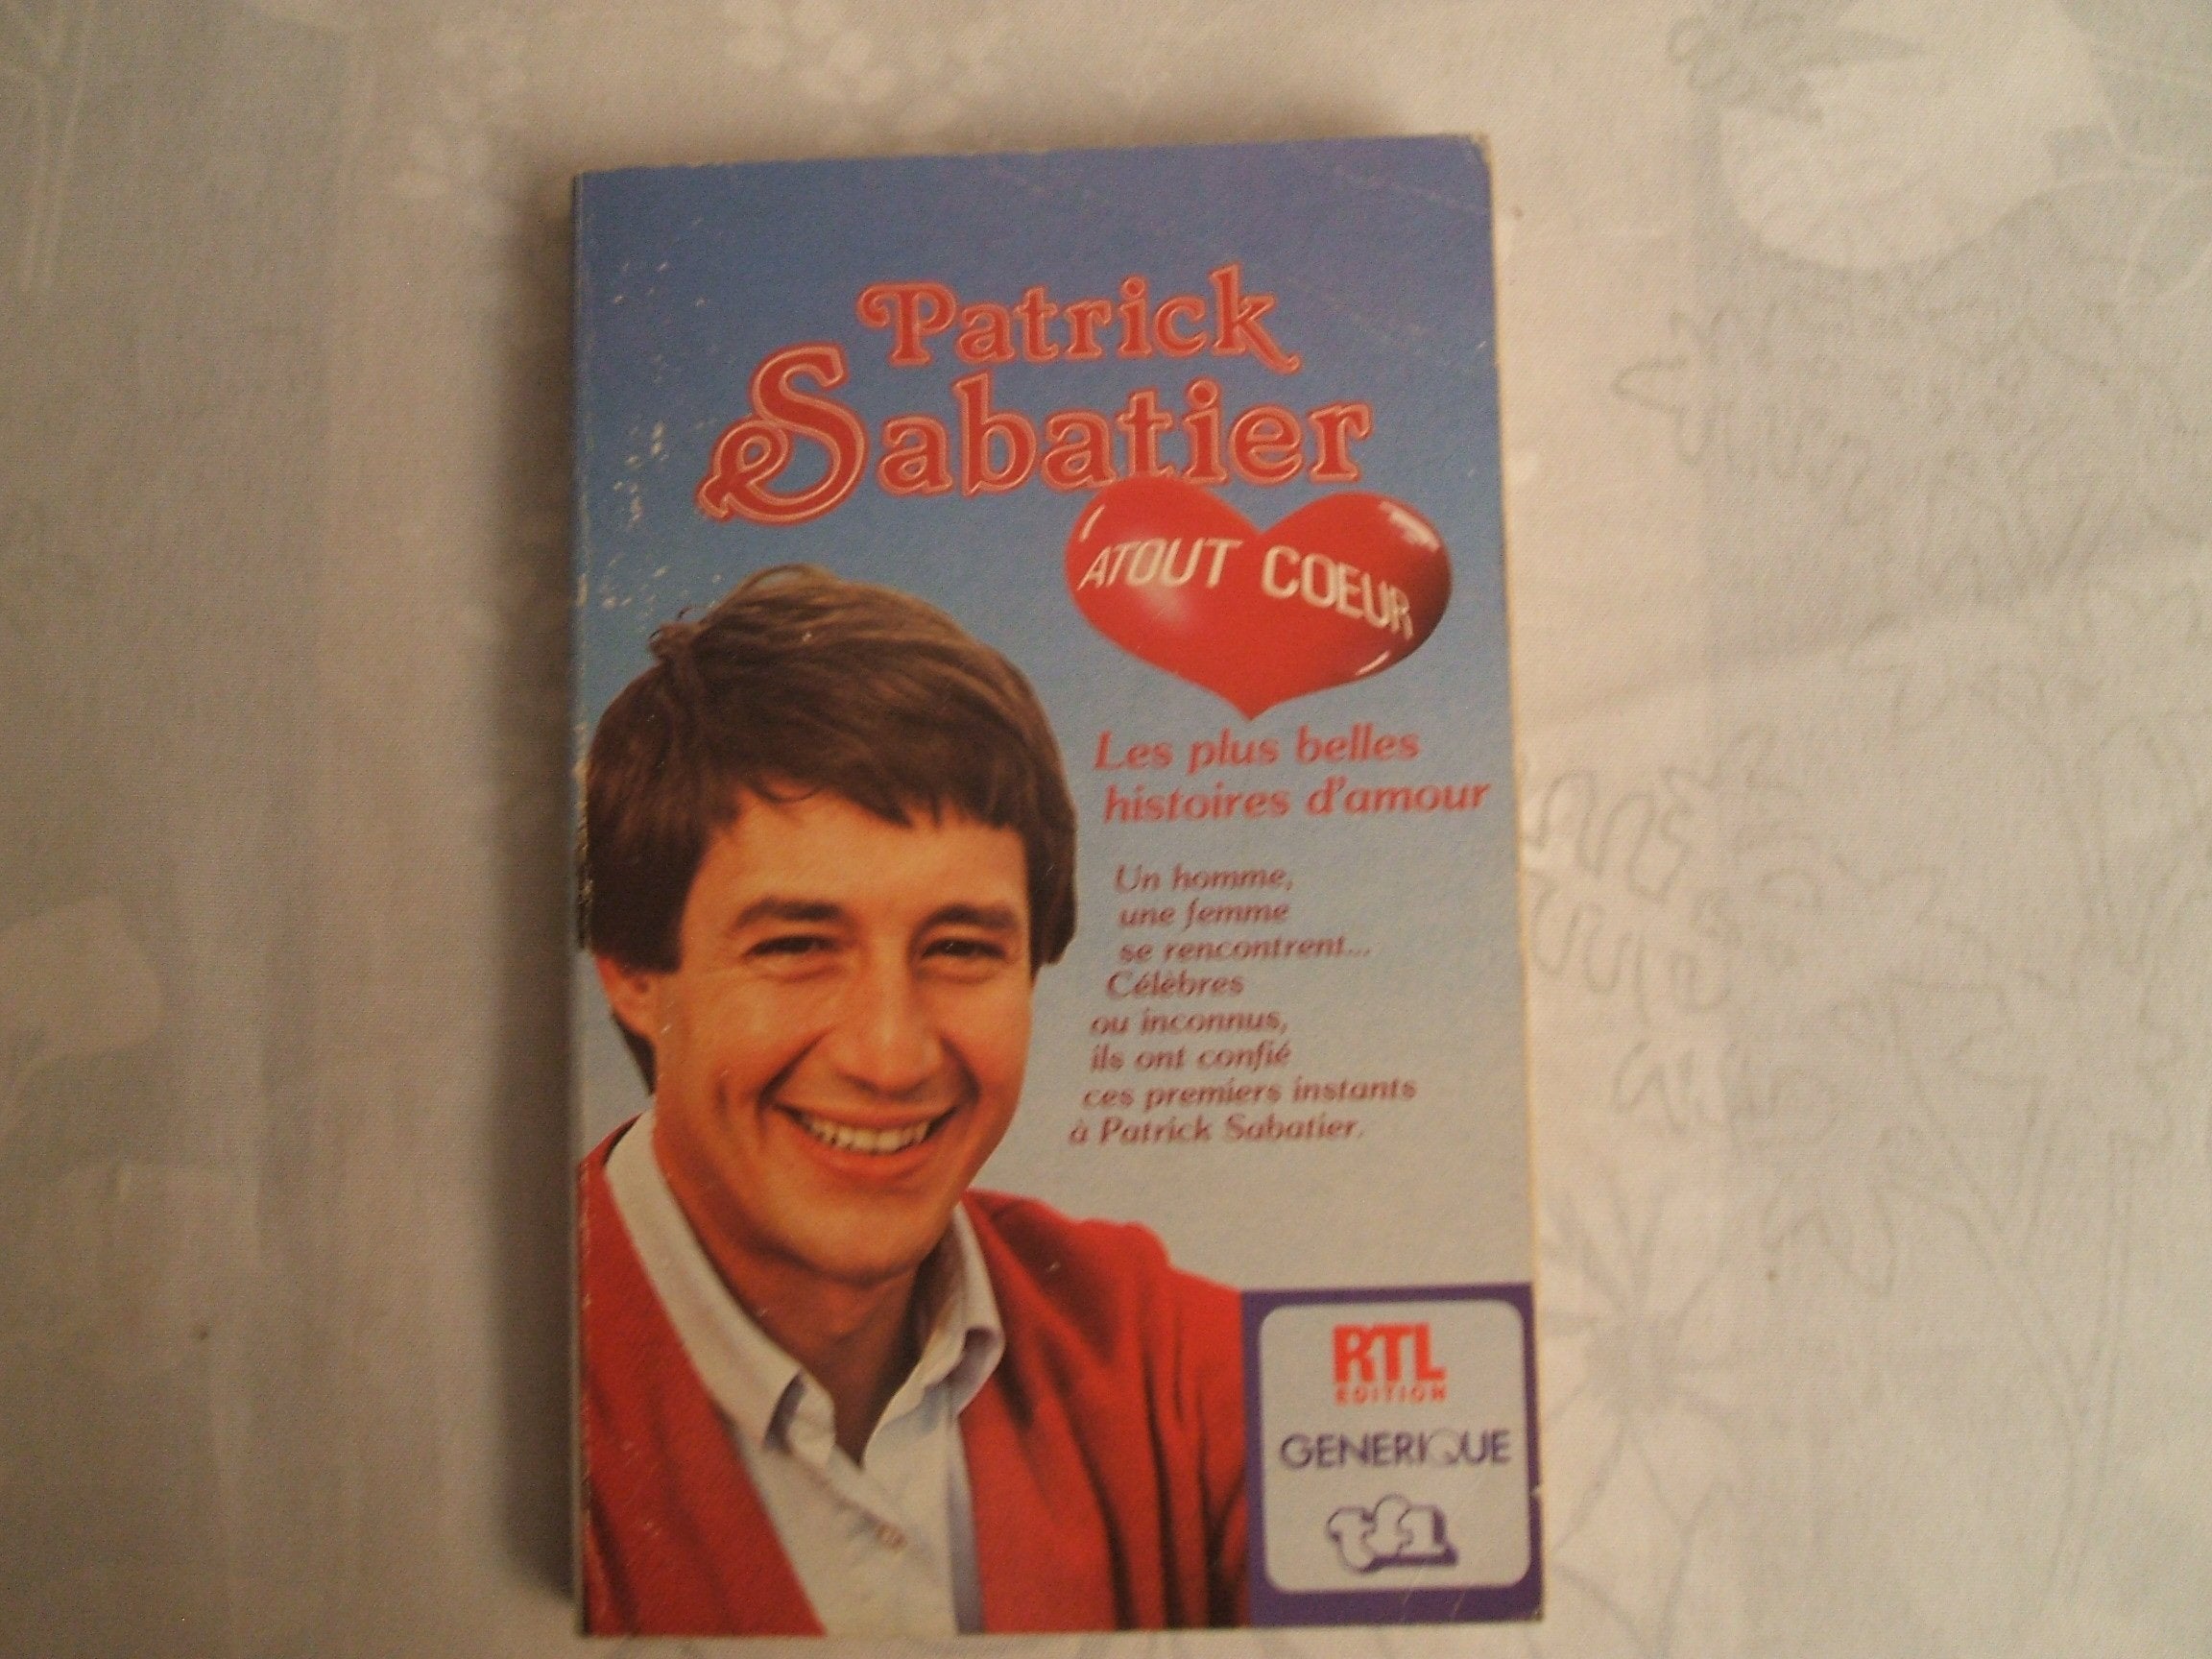 Patrick
Sabatier
ATOUT COEUR
Les plus belles
histoires d'amour
Un homme,
une femme
se rencontrent...
Célèbres
ou inconnus,
ils ont confié
ces premiers instants
à Patrick Sabatier.
RTL
EDITION
GENERIQUE
tf1